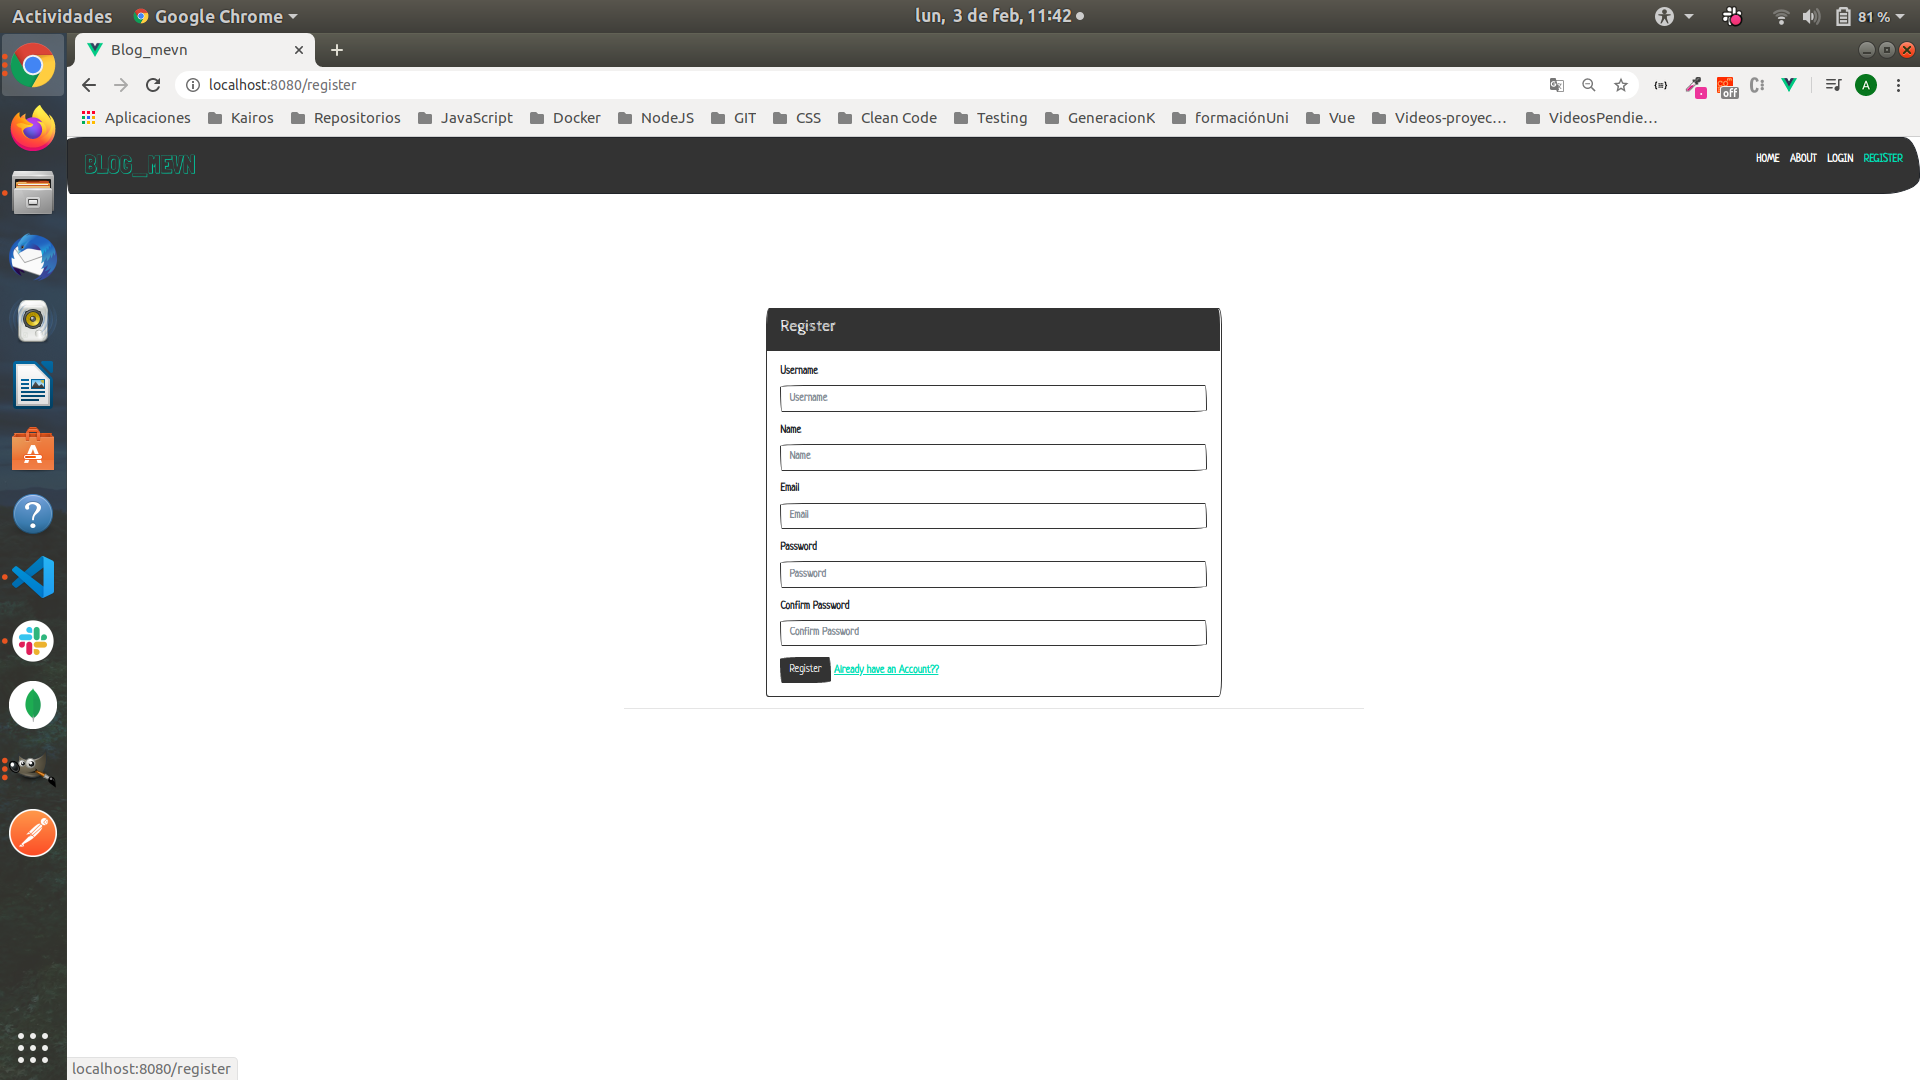 Actividades Google Chrome lun, 3 de feb, 11:42 81 %
Blog_mevn
localhost:8080/register off A
Aplicaciones Kairos Repositorios JavaScript Docker NodeJS GIT CSS Clean Code Testing GeneracionK formaciónUni Vue Videos-proyec... VideosPendie...
BLOG_MEVN HOME ABOUT LOGIN REGISTER
Register
Username
Username
Name
Name
Email
Email
Password
Password
Confirm Password
Confirm Password
Register Already have an Account??
localhost:8080/register